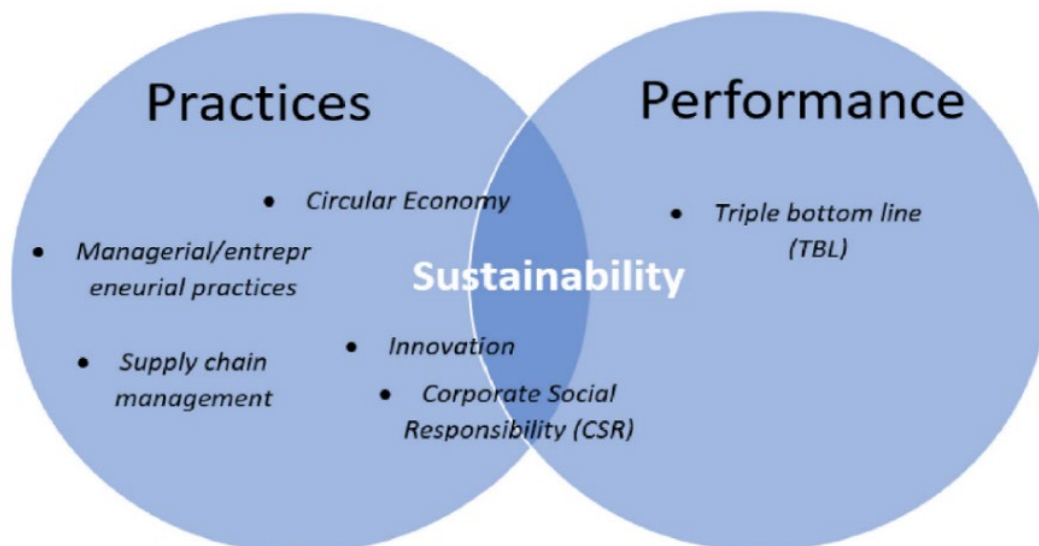 Practices
Performance
• Circular Economy
• Managerial/entrepr
eneurial practices
• Supply chain
management
Sustainability
• Innovation
• Corporate Social
Responsibility (CSR)
• Triple bottom line
(TBL)